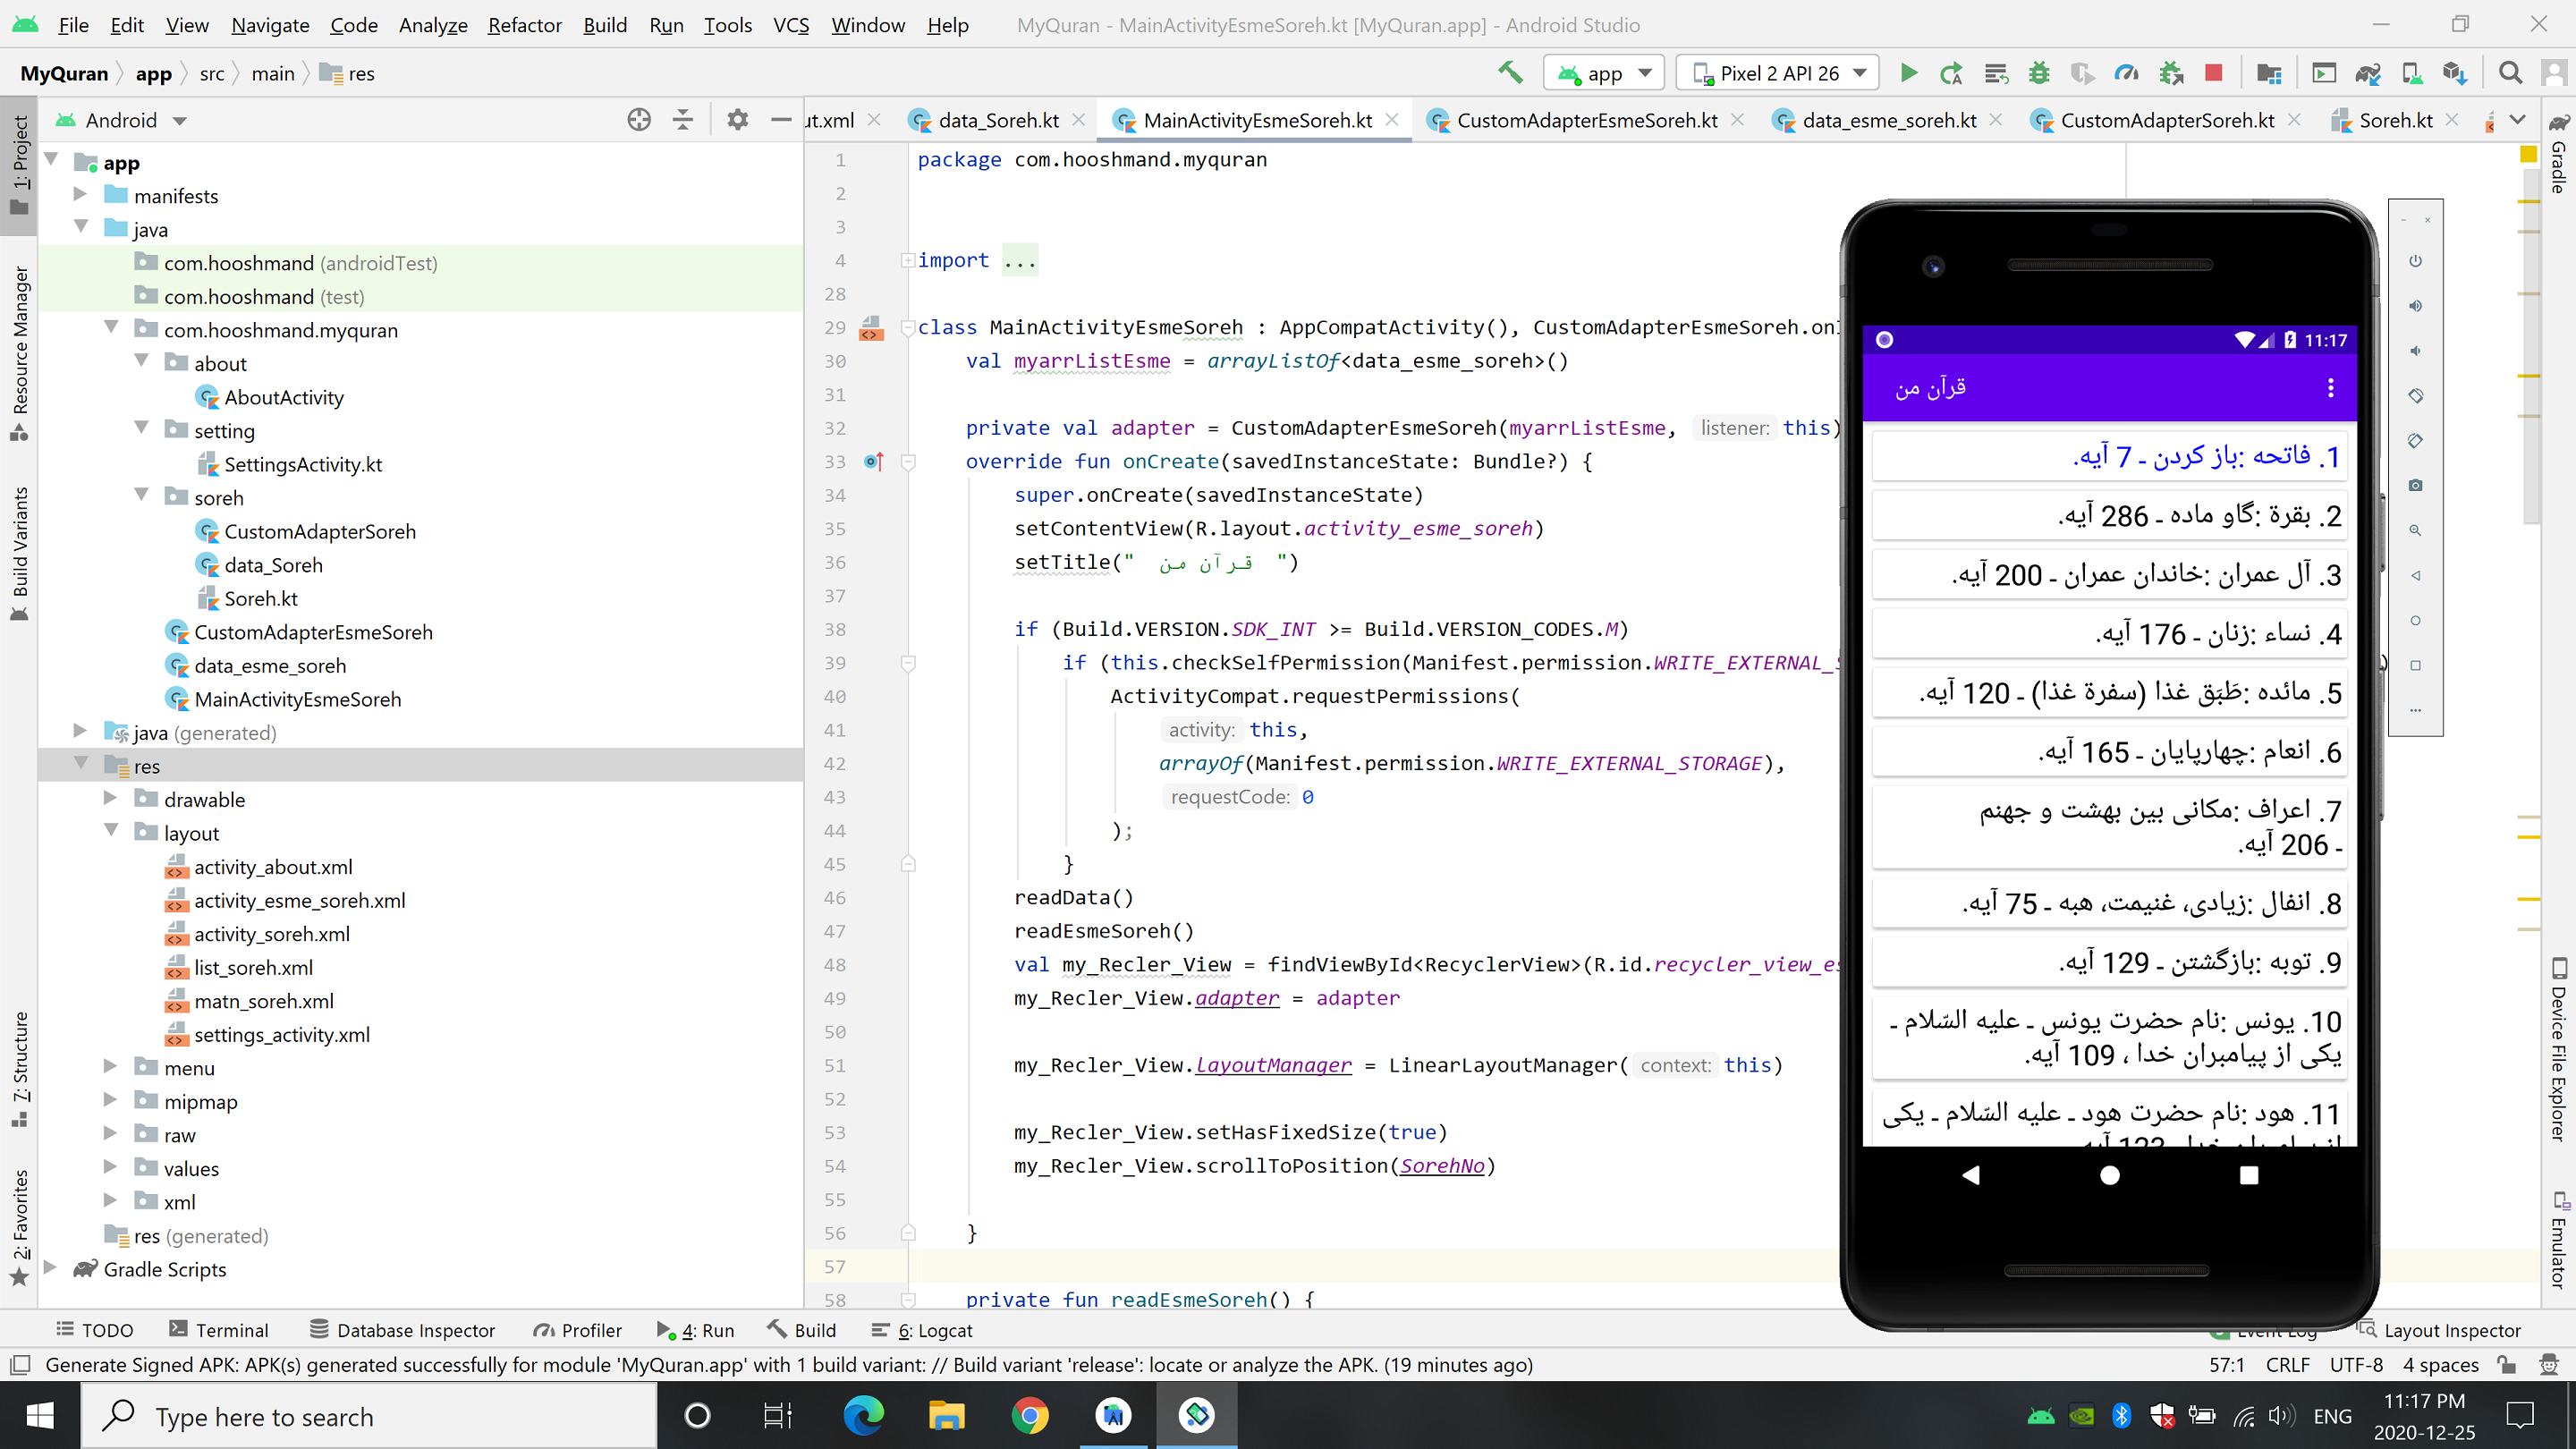 File Edit View Navigate Code Analyze Refactor Build Run Tools VCS Window Help MyQuran - MainActivityEsmeSoreh.kt [MyQuran.app] - Android Studio
MyQuran app src main res
app Pixel 2 API 26
Android
ut.xml data_Soreh.kt MainActivityEsmeSoreh.kt CustomAdapterEsmeSoreh.kt data_esme_soreh.kt CustomAdapterSoreh.kt Soreh.kt
1: Project
Resource Manager
Build Variants
7: Structure
2: Favorites
app
manifests
java
com.hooshmand (androidTest)
com.hooshmand (test)
com.hooshmand.myquran
about
AboutActivity
setting
SettingsActivity.kt
soreh
CustomAdapterSoreh
data_Soreh
Soreh.kt
CustomAdapterEsmeSoreh
data_esme_soreh
MainActivityEsmeSoreh
java (generated)
res
drawable
layout
activity_about.xml
activity_esme_soreh.xml
activity_soreh.xml
list_soreh.xml
matn_soreh.xml
settings_activity.xml
menu
mipmap
raw
values
xml
res (generated)
Gradle Scripts
1 package com.hooshmand.myquran
2
3
4 import ...
28
29 class MainActivityEsmeSoreh : AppCompatActivity(), CustomAdapterEsmeSoreh.on
30 val myarrListEsme = arrayListOf<data_esme_soreh>()
31
32 private val adapter = CustomAdapterEsmeSoreh(myarrListEsme, listener: this)
33 override fun onCreate(savedInstanceState: Bundle?) {
34 super.onCreate(savedInstanceState)
35 setContentView(R.layout.activity_esme_soreh)
36 setTitle(" قرآن من ")
37
38 if (Build.VERSION.SDK_INT >= Build.VERSION_CODES.M)
39 if (this.checkSelfPermission(Manifest.permission.WRITE_EXTERNAL_
40 ActivityCompat.requestPermissions(
41 activity: this,
42 arrayOf(Manifest.permission.WRITE_EXTERNAL_STORAGE),
43 requestCode: 0
44 );
45 }
46 readData()
47 readEsmeSoreh()
48 val my_Recler_View = findViewById<RecyclerView>(R.id.recycler_view_es
49 my_Recler_View.adapter = adapter
50
51 my_Recler_View.layoutManager = LinearLayoutManager( context: this)
52
53 my_Recler_View.setHasFixedSize(true)
54 my_Recler_View.scrollToPosition(SorehNo)
55
56 }
57
58 private fun readEsmeSoreh() {
11:17
قرآن من
1. فاتحه :باز کردن ـ 7 آیه.
2. بقرة :گاو ماده ـ 286 آیه.
3. آل عمران :خاندان عمران ـ 200 آیه.
4. نساء :زنان ـ 176 آیه.
5. مائده :طَبَق غذا (سفرة غذا) ـ 120 آیه.
6. انعام :چهارپایان ـ 165 آیه.
7. اعراف :مکانی بین بهشت و جهنم
ـ 206 آیه.
8. انفال :زیادی، غنیمت، هبه ـ 75 آیه.
9. توبه :بازگشتن ـ 129 آیه.
10. یونس :نام حضرت یونس ـ علیه السّلام ـ
یکی از پیامبران خدا ، 109 آیه.
11. هود :نام حضرت هود ـ علیه السّلام ـ یکی
Gradle
Device File Explorer
Emulator
TODO Terminal Database Inspector Profiler 4: Run Build 6: Logcat Event Log Layout Inspector
Generate Signed APK: APK(s) generated successfully for module 'MyQuran.app' with 1 build variant: // Build variant 'release': locate or analyze the APK. (19 minutes ago) 57:1 CRLF UTF-8 4 spaces
Type here to search
ENG
11:17 PM
2020-12-25